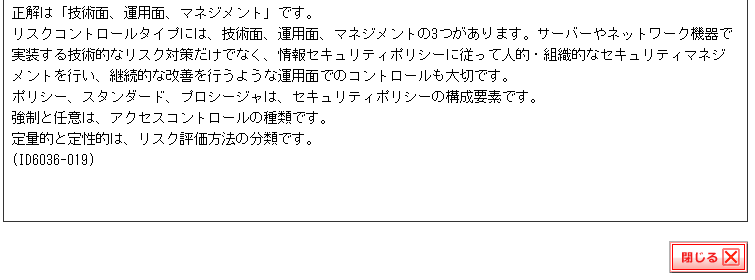 正解は「技術面、運用面、マネジメント」です。
リスクコントロールタイプには、技術面、運用面、マネジメントの3つがあります。サーバーやネットワーク機器で
実装する技術的なリスク対策だけでなく、情報セキュリティポリシーに従って人的・組織的なセキュリティマネジ
メントを行い、継続的な改善を行うような運用面でのコントロールも大切です。
ポリシー、スタンダード、プロシージャは、セキュリティポリシーの構成要素です。
強制と任意は、アクセスコントロールの種類です。
定量的と定性的は、リスク評価方法の分類です。
(ID6036-019)
閉じる